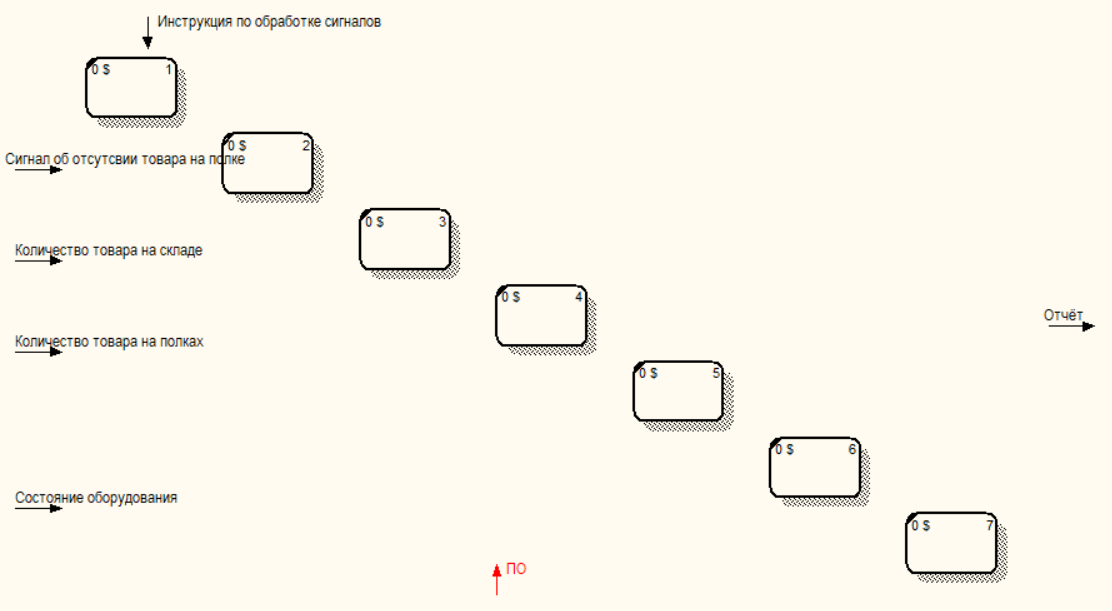 Инструкция по обработке сигналов
0 $ 1
0 $ 2
Сигнал об отсутсвии товара на полке
0 $ 3
Количество товара на складе
0 $ 4
Отчёт
Количество товара на полках
0 $ 5
0 $ 6
Состояние оборудования
0 $ 7
ПО